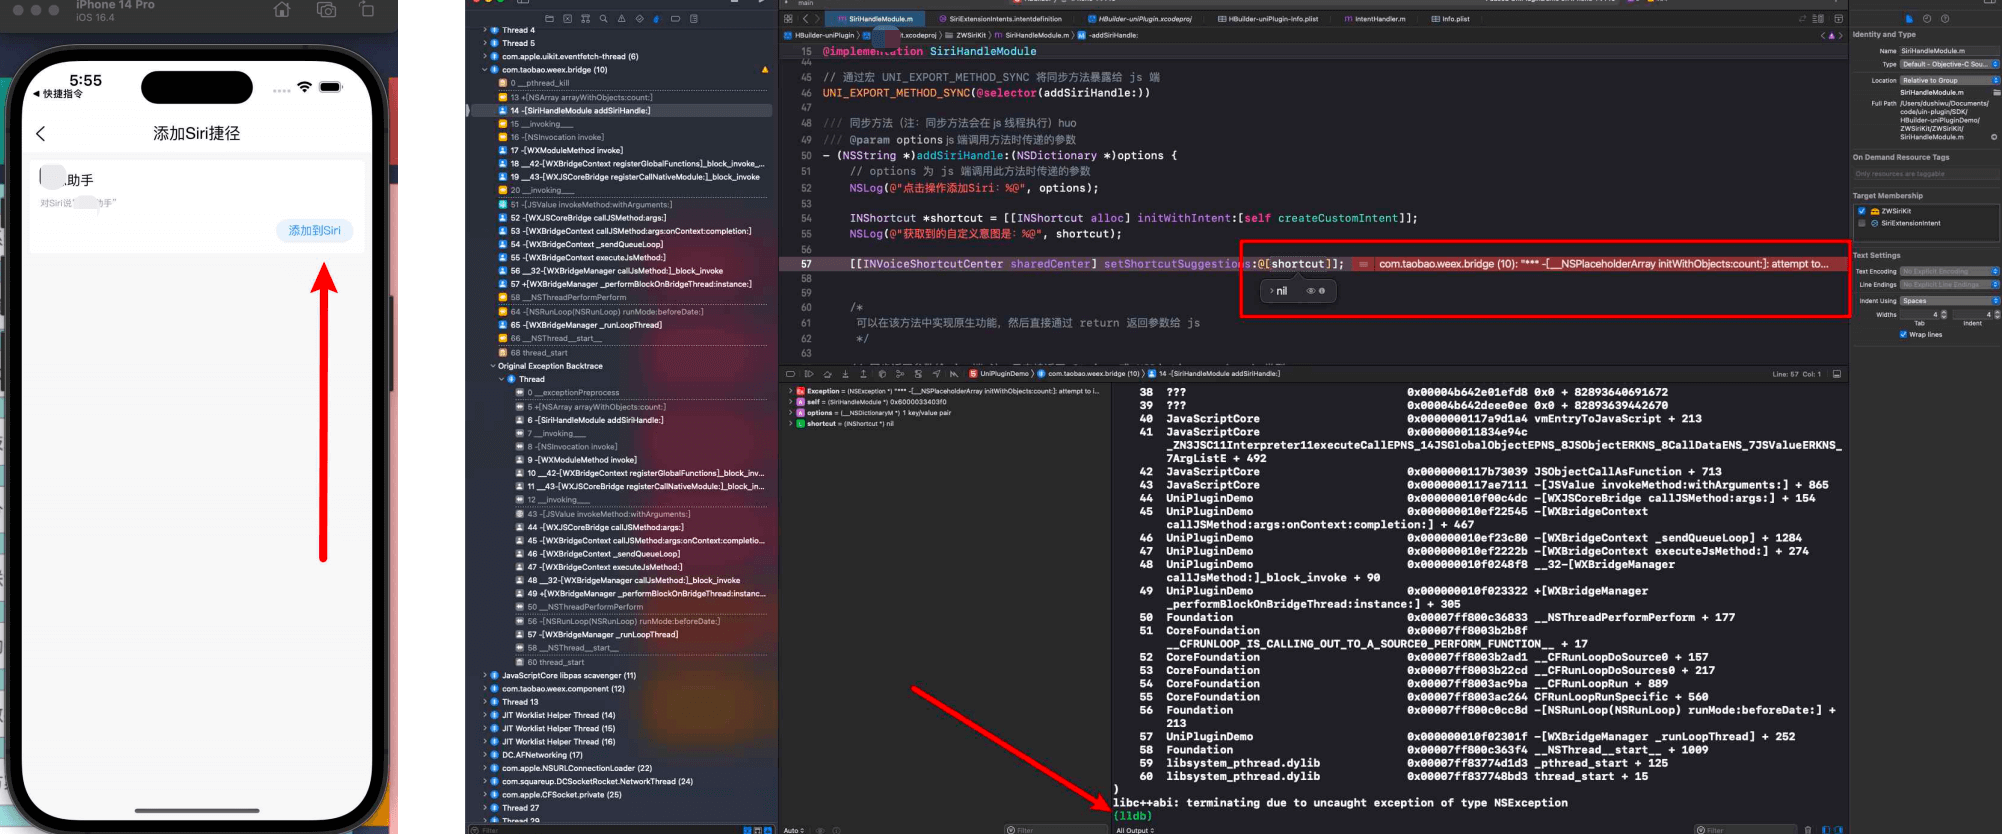 iPhone 14 Pro
iOS 16.4
5:55
◀ 快捷指令
添加Siri捷径
助手
对Siri说"
助手"
添加到Siri
Thread 4
Thread 5
com.apple.uikit.eventfetch-thread (6)
com.taobao.weex.bridge (10)
0 __pthread_kill
13 +[NSArray arrayWithObjects:count:]
14 -[SiriHandleModule addSiriHandle:]
15 __invoking___
16 -[NSInvocation invoke]
17 -[WXModuleMethod invoke]
18 __42-[WXBridgeContext registerGlobalFunctions]_block_invoke_...
19 __43-[WXJSCoreBridge registerCallNativeModule:]_block_invoke
20 __invoking___
51 -[JSValue invokeMethod:withArguments:]
52 -[WXJSCoreBridge callJSMethod:args:]
53 -[WXBridgeContext callJSMethod:args:onContext:completion:]
54 -[WXBridgeContext _sendQueueLoop]
55 -[WXBridgeContext executeJsMethod:]
56 __32-[WXBridgeManager callJsMethod:]_block_invoke
57 +[WXBridgeManager _performBlockOnBridgeThread:instance:]
58 __NSThreadPerformPerform
64 -[NSRunLoop(NSRunLoop) runMode:beforeDate:]
65 -[WXBridgeManager _runLoopThread]
66 __NSThread__start__
68 thread_start
Original Exception Backtrace
Thread
0 __exceptionPreprocess
5 +[NSArray arrayWithObjects:count:]
6 -[SiriHandleModule addSiriHandle:]
7 __invoking___
8 -[NSInvocation invoke]
9 -[WXModuleMethod invoke]
10 __42-[WXBridgeContext registerGlobalFunctions]_block_inv...
11 __43-[WXJSCoreBridge registerCallNativeModule:]_block_in...
12 __invoking___
43 -[JSValue invokeMethod:withArguments:]
44 -[WXJSCoreBridge callJSMethod:args:]
45 -[WXBridgeContext callJSMethod:args:onContext:completio...
46 -[WXBridgeContext _sendQueueLoop]
47 -[WXBridgeContext executeJsMethod:]
48 __32-[WXBridgeManager callJsMethod:]_block_invoke
49 +[WXBridgeManager _performBlockOnBridgeThread:instanc...
50 __NSThreadPerformPerform
56 -[NSRunLoop(NSRunLoop) runMode:beforeDate:]
57 -[WXBridgeManager _runLoopThread]
58 __NSThread__start__
60 thread_start
JavaScriptCore libpas scavenger (11)
com.taobao.weex.component (12)
Thread 13
JIT Worklist Helper Thread (14)
JIT Worklist Helper Thread (15)
JIT Worklist Helper Thread (16)
DC.AFNetworking (17)
com.apple.NSURLConnectionLoader (22)
com.squareup.DCSocketRocket.NetworkThread (24)
com.apple.CFSocket.private (25)
Thread 27
Thread 29
Filter
main
SiriHandleModule.m
SiriExtensionIntents.intentdefinition
HBuilder-uniPlugin.xcodeproj
HBuilder-uniPlugin-Info.plist
IntentHandler.m
Info.plist
HBuilder-uniPlugin
t.xcodeproj
ZWSiriKit
SiriHandleModule.m
-addSiriHandle:
15 @implementation SiriHandleModule
44
45 // 通过宏 UNI_EXPORT_METHOD_SYNC 将同步方法暴露给 js 端
46 UNI_EXPORT_METHOD_SYNC(@selector(addSiriHandle:))
47
48 /// 同步方法（注：同步方法会在 js 线程执行）huo
49 /// @param options js 端调用方法时传递的参数
50 - (NSString *)addSiriHandle:(NSDictionary *)options {
51 // options 为 js 端调用此方法时传递的参数
52 NSLog(@"点击操作添加Siri: %@", options);
53
54 INShortcut *shortcut = [[INShortcut alloc] initWithIntent:[self createCustomIntent]];
55 NSLog(@"获取到的自定义意图是: %@", shortcut);
56
57 [[INVoiceShortcutCenter sharedCenter] setShortcutSuggestions:@[shortcut]]; com.taobao.weex.bridge (10): "*** -[__NSPlaceholderArray initWithObjects:count:]: attempt to...
nil
58
59
60 /*
61 可以在该方法中实现原生功能，然后直接通过 return 返回参数给 js
62 */
63
UniPluginDemo
com.taobao.weex.bridge (10)
14 -[SiriHandleModule addSiriHandle:]
Line: 57 Col: 1
Exception = (NSException *) "*** -[__NSPlaceholderArray initWithObjects:count:]: attempt to i...
self = (SiriHandleModule *) 0x6000033403f0
options = (__NSDictionaryM *) 1 key/value pair
shortcut = (INShortcut *) nil
38 ??? 0x00004b642e01efd8 0x0 + 82893640691672
39 ??? 0x00004b642deee0ee 0x0 + 82893639442670
40 JavaScriptCore 0x0000000117a9d1a4 vmEntryToJavaScript + 213
41 JavaScriptCore 0x00000001183​4e94c
_ZN3JSC11Interpreter11executeCallEPNS_14JSGlobalObjectEPNS_8JSObjectERKNS_8CallDataENS_7JSValueERKNS_
7ArgListE + 492
42 JavaScriptCore 0x0000000117b73039 JSObjectCallAsFunction + 713
43 JavaScriptCore 0x0000000117ae7111 -[JSValue invokeMethod:withArguments:] + 865
44 UniPluginDemo 0x000000010f00c4dc -[WXJSCoreBridge callJSMethod:args:] + 154
45 UniPluginDemo 0x000000010ef22545 -[WXBridgeContext
callJSMethod:args:onContext:completion:] + 467
46 UniPluginDemo 0x000000010ef23c80 -[WXBridgeContext _sendQueueLoop] + 1284
47 UniPluginDemo 0x000000010ef2222b -[WXBridgeContext executeJsMethod:] + 274
48 UniPluginDemo 0x000000010f0248f8 __32-[WXBridgeManager
callJsMethod:]_block_invoke + 90
49 UniPluginDemo 0x000000010f023322 +[WXBridgeManager
_performBlockOnBridgeThread:instance:] + 305
50 Foundation 0x00007ff800c36833 __NSThreadPerformPerform + 177
51 CoreFoundation 0x00007ff8003b2b8f
__CFRUNLOOP_IS_CALLING_OUT_TO_A_SOURCE0_PERFORM_FUNCTION__ + 17
52 CoreFoundation 0x00007ff8003b2ad1 __CFRunLoopDoSource0 + 157
53 CoreFoundation 0x00007ff8003b22cd __CFRunLoopDoSources0 + 217
54 CoreFoundation 0x00007ff8003ac9ba __CFRunLoopRun + 889
55 CoreFoundation 0x00007ff8003ac264 CFRunLoopRunSpecific + 560
56 Foundation 0x00007ff800c0cc8d -[NSRunLoop(NSRunLoop) runMode:beforeDate:] +
213
57 UniPluginDemo 0x000000010f02301f -[WXBridgeManager _runLoopThread] + 252
58 Foundation 0x00007ff800c363f4 __NSThread__start__ + 1009
59 libsystem_pthread.dylib 0x00007ff83774d1d3 _pthread_start + 125
60 libsystem_pthread.dylib 0x00007ff837748bd3 thread_start + 15
)
libc++abi: terminating due to uncaught exception of type NSException
(lldb)
Auto
Filter
All Output
Filter
Identity and Type
Name SiriHandleModule.m
Type Default - Objective-C Sou...
Location Relative to Group
SiriHandleModule.m
Full Path /Users/dushiwu/Documents/
code/uin-plugin/SDK/
HBuilder-uniPluginDemo/
ZWSiriKit/ZWSiriKit/
SiriHandleModule.m
On Demand Resource Tags
Only resources are taggable
Target Membership
ZWSiriKit
SiriExtensionIntent
Text Settings
Text Encoding No Explicit Encoding
Line Endings No Explicit Line Endings
Indent Using Spaces
Widths 4 4
Tab Indent
Wrap lines